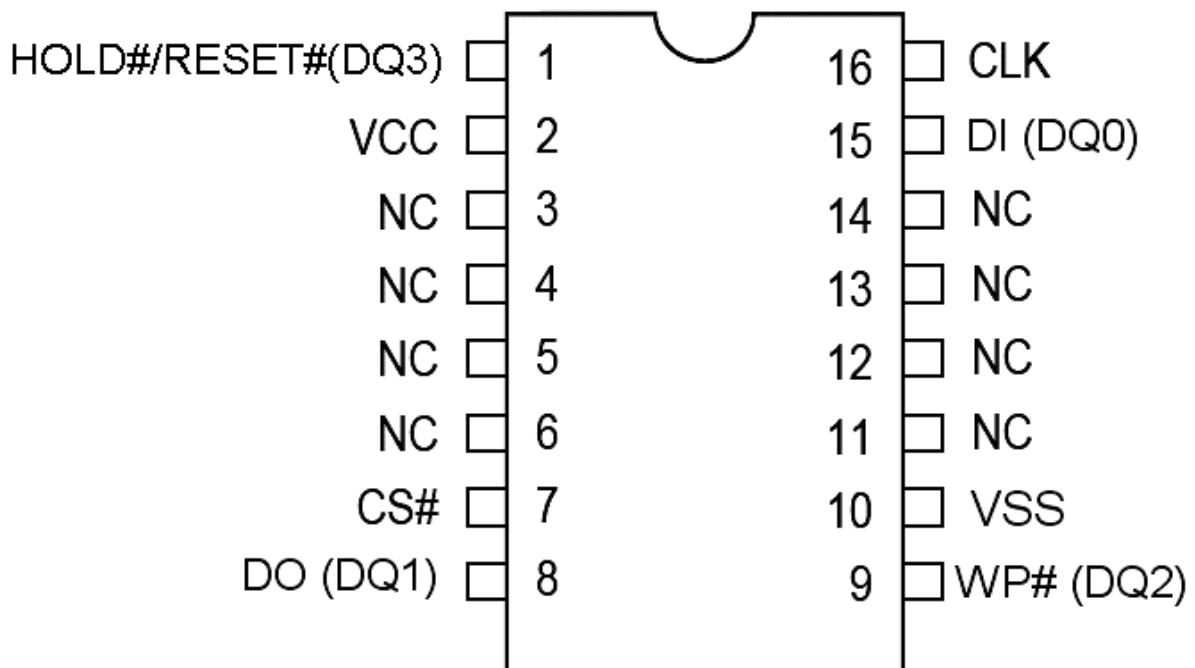 HOLD#/RESET#(DQ3) 1 16 CLK
VCC 2 15 DI (DQ0)
NC 3 14 NC
NC 4 13 NC
NC 5 12 NC
NC 6 11 NC
CS# 7 10 VSS
DO (DQ1) 8 9 WP# (DQ2)